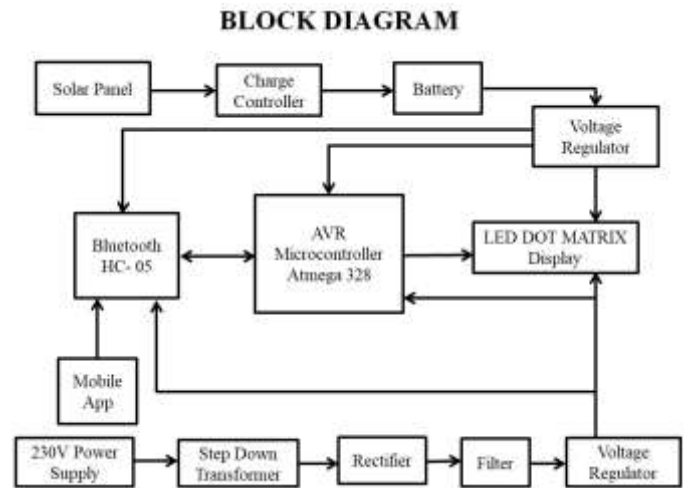 BLOCK DIAGRAM
Solar Panel
Charge
Controller
Battery
Voltage
Regulator
Bluetooth
HC- 05
AVR
Microcontroller
Atmega 328
LED DOT MATRIX
Display
Mobile
App
230V Power
Supply
Step Down
Transformer
Rectifier
Filter
Voltage
Regulator